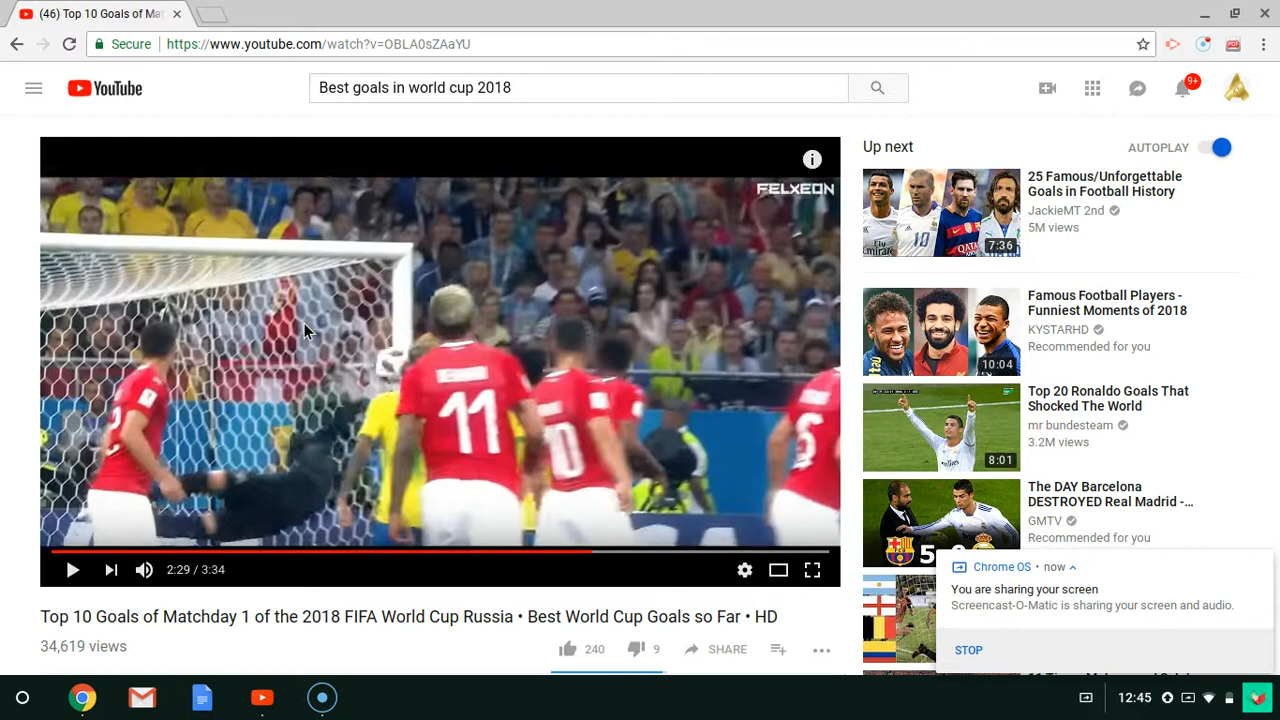 (46) Top 10 Goals of Mat
Secure
https://www.youtube.com/watch?v=OBLA0sZAaYU
YouTube
Best goals in world cup 2018
9+
FELXEON
11
2:29 / 3:34
Top 10 Goals of Matchday 1 of the 2018 FIFA World Cup Russia • Best World Cup Goals so Far • HD
34,619 views
240
9
SHARE
Up next
AUTOPLAY
7:36
25 Famous/Unforgettable
Goals in Football History
JackieMT 2nd
5M views
10:04
Famous Football Players -
Funniest Moments of 2018
KYSTARHD
Recommended for you
8:01
Top 20 Ronaldo Goals That
Shocked The World
mr bundesteam
3.2M views
The DAY Barcelona
DESTROYED Real Madrid -...
GMTV
Recommended for you
Chrome OS • now
You are sharing your screen
Screencast-O-Matic is sharing your screen and audio.
STOP
12:45